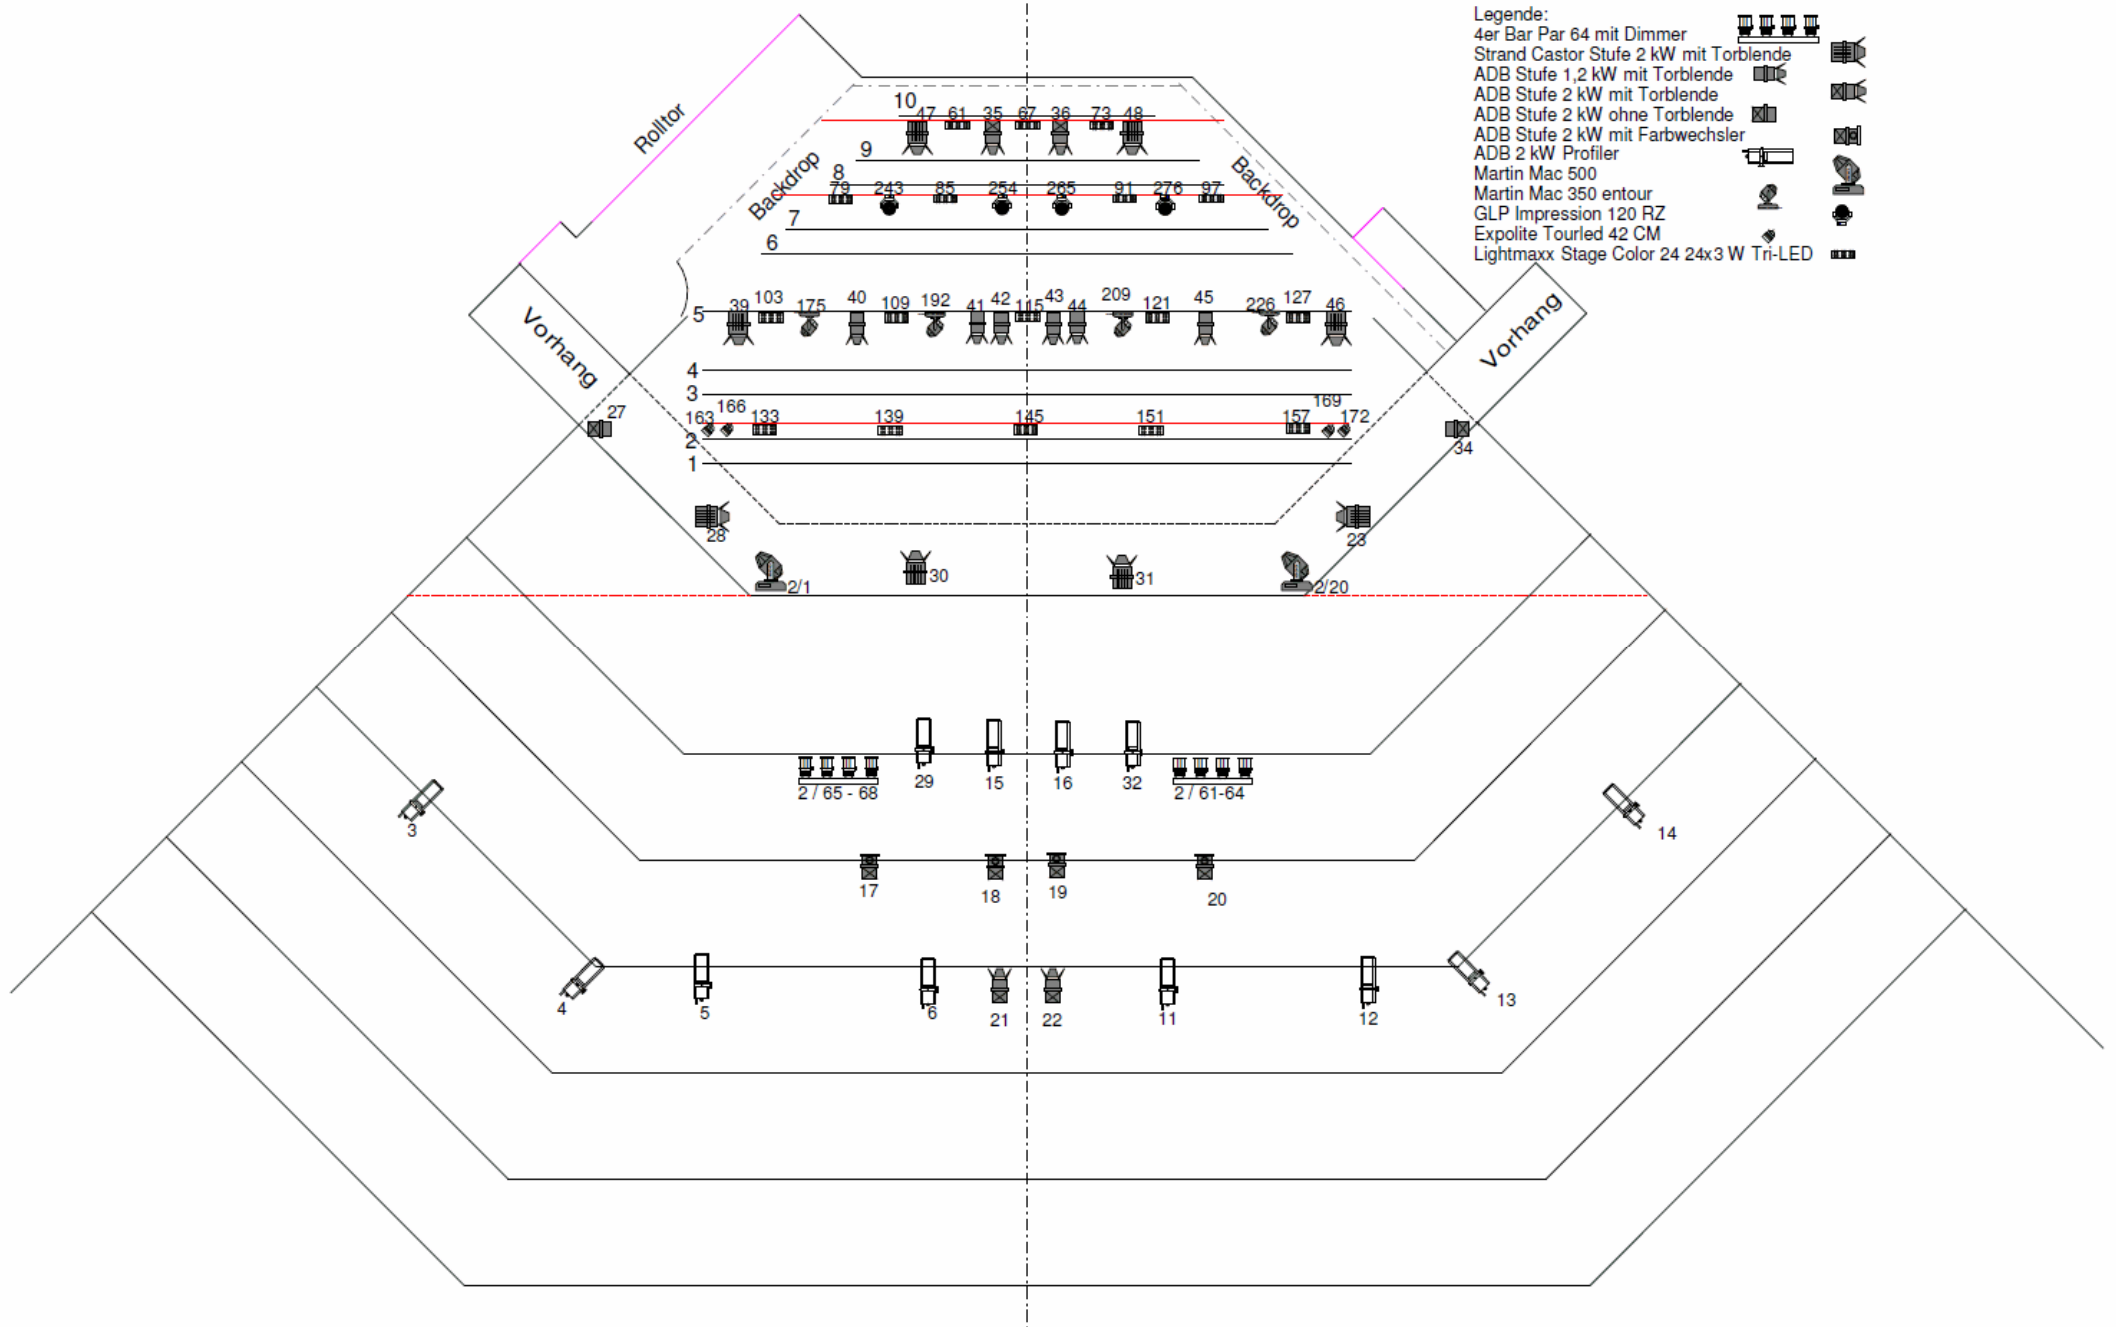 Legende:
4er Bar Par 64 mit Dimmer
Strand Castor Stufe 2 kW mit Torblende
ADB Stufe 1,2 kW mit Torblende
ADB Stufe 2 kW mit Torblende
ADB Stufe 2 kW ohne Torblende
ADB Stufe 2 kW mit Farbwechsler
ADB 2 kW Profiler
Martin Mac 500
Martin Mac 350 entour
GLP Impression 120 RZ
Expolite Tourled 42 CM
Lightmaxx Stage Color 24 24x3 W Tri-LED
Rolltor
Backdrop
Backdrop
10
47 61 35 67 36 73 48
9
8
79 243 85 254 265 91 276 97
7
6
Vorhang
Vorhang
5
39 103 175 40 109 192 41 42 115 43 44 209 121 45 226 127 46
4
3
27
163 166 133 139 145 151 157 169 172
2
34
1
28
23
2/1
30
31
2/20
2 / 65 - 68
29
15
16
32
2 / 61-64
3
14
17
18
19
20
4
5
6
21
22
11
12
13